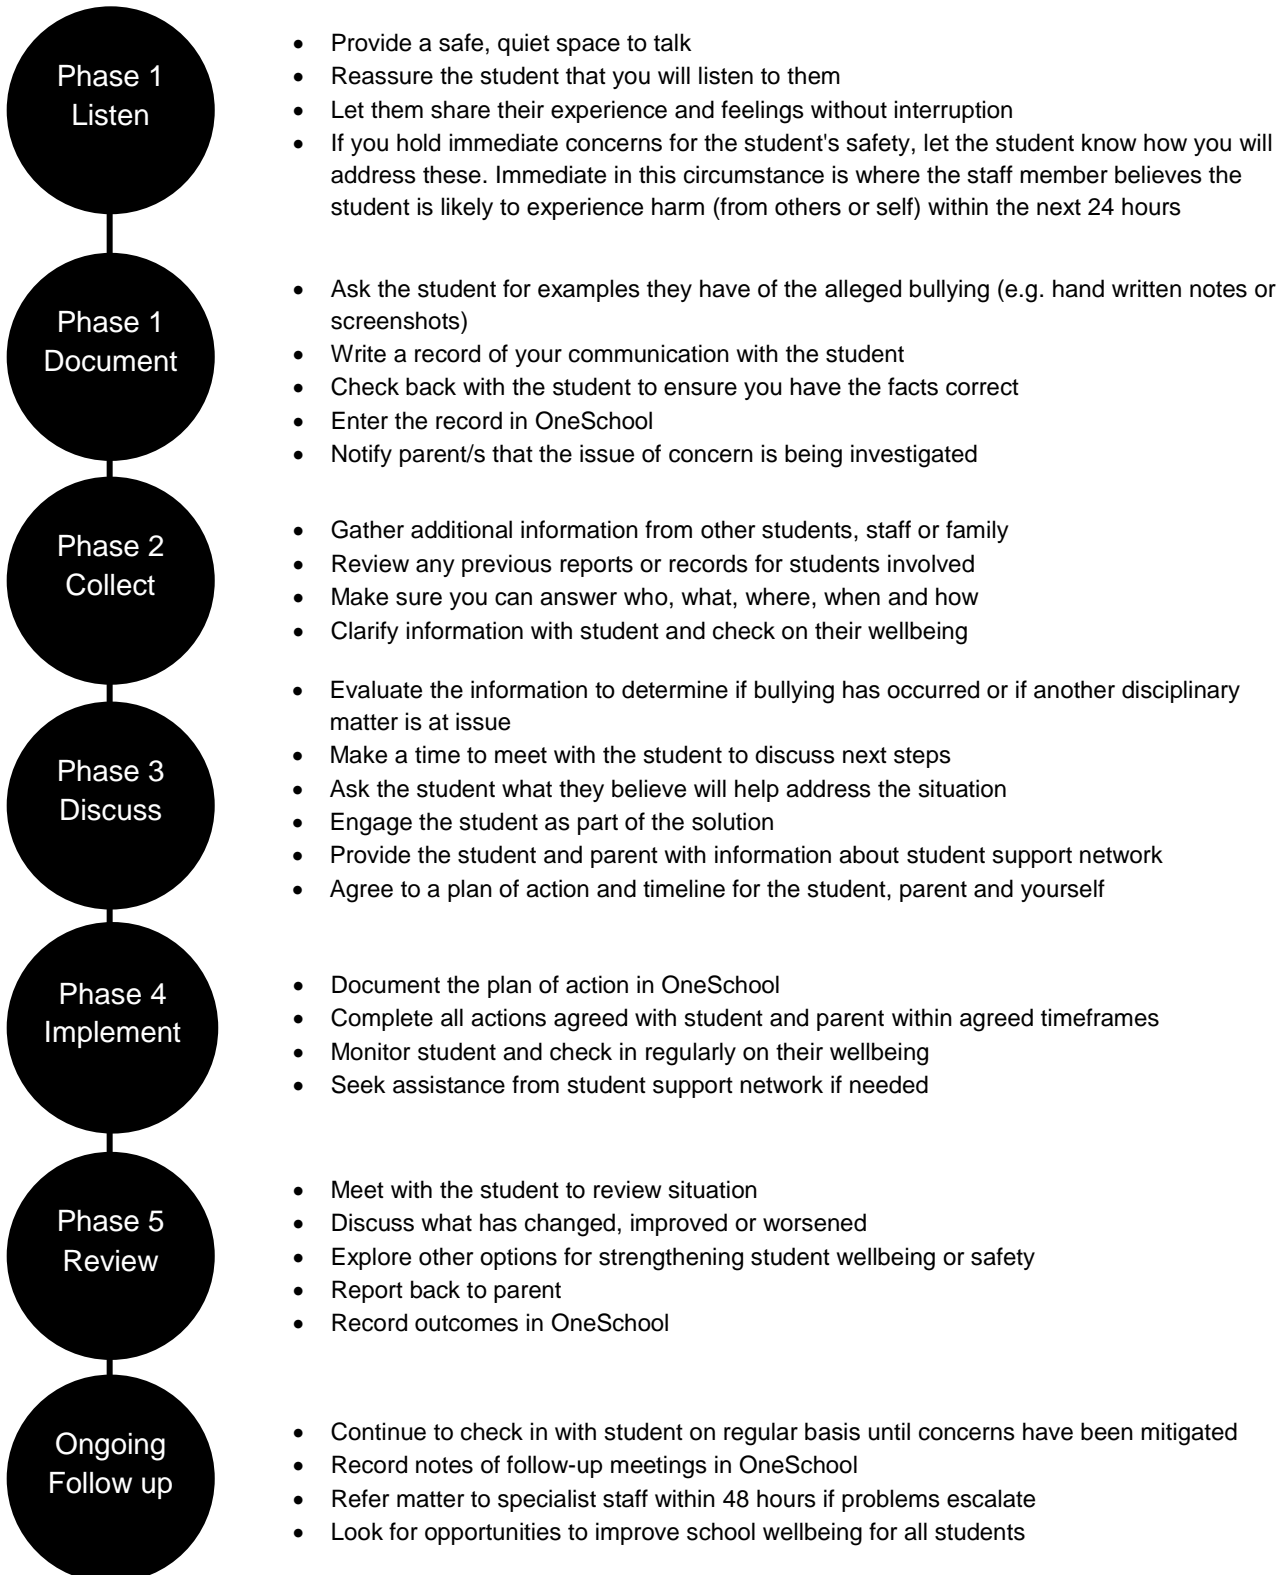 Phase 1
Listen
• Provide a safe, quiet space to talk
• Reassure the student that you will listen to them
• Let them share their experience and feelings without interruption
• If you hold immediate concerns for the student's safety, let the student know how you will
address these. Immediate in this circumstance is where the staff member believes the
student is likely to experience harm (from others or self) within the next 24 hours
Phase 1
Document
• Ask the student for examples they have of the alleged bullying (e.g. hand written notes or
screenshots)
• Write a record of your communication with the student
• Check back with the student to ensure you have the facts correct
• Enter the record in OneSchool
• Notify parent/s that the issue of concern is being investigated
Phase 2
Collect
• Gather additional information from other students, staff or family
• Review any previous reports or records for students involved
• Make sure you can answer who, what, where, when and how
• Clarify information with student and check on their wellbeing
Phase 3
Discuss
• Evaluate the information to determine if bullying has occurred or if another disciplinary
matter is at issue
• Make a time to meet with the student to discuss next steps
• Ask the student what they believe will help address the situation
• Engage the student as part of the solution
• Provide the student and parent with information about student support network
• Agree to a plan of action and timeline for the student, parent and yourself
Phase 4
Implement
• Document the plan of action in OneSchool
• Complete all actions agreed with student and parent within agreed timeframes
• Monitor student and check in regularly on their wellbeing
• Seek assistance from student support network if needed
Phase 5
Review
• Meet with the student to review situation
• Discuss what has changed, improved or worsened
• Explore other options for strengthening student wellbeing or safety
• Report back to parent
• Record outcomes in OneSchool
Ongoing
Follow up
• Continue to check in with student on regular basis until concerns have been mitigated
• Record notes of follow-up meetings in OneSchool
• Refer matter to specialist staff within 48 hours if problems escalate
• Look for opportunities to improve school wellbeing for all students